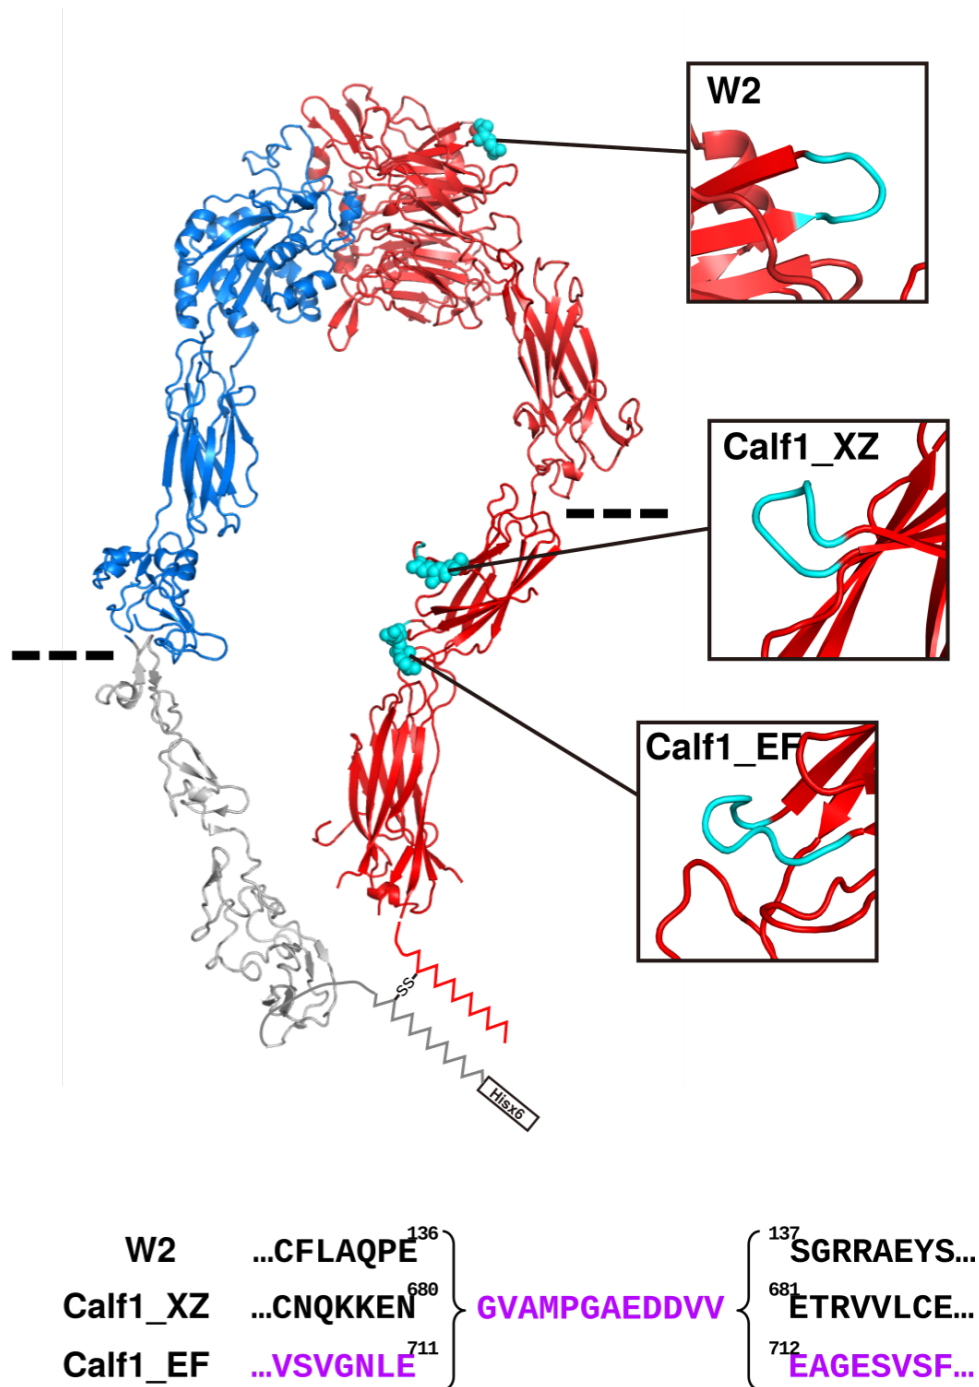 W2
Calf1_XZ
Calf1_EF
SS
Hisx6
W2 ...CFLAQPE136 137SGRRAEYS...
Calf1_XZ ...CNQKKEN680 GVAMPGAEDDVV 681ETRVVLCE...
Calf1_EF ...VSVGNLE711 712EAGESVSF...